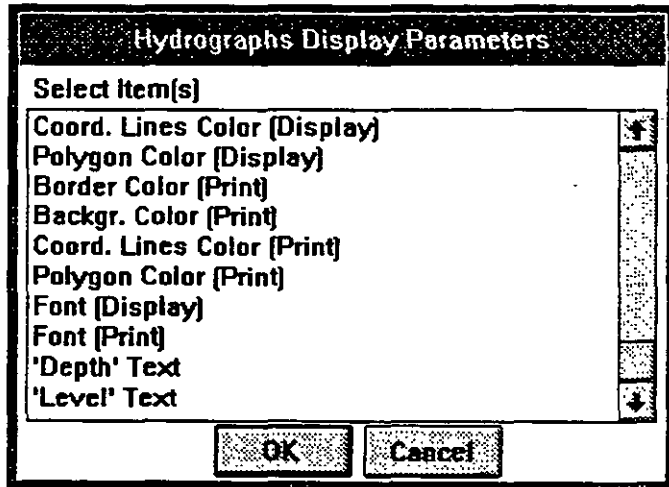 Hydrographs Display Parameters
Select Item(s)
Coord. Lines Color (Display)
Polygon Color (Display)
Border Color (Print)
Backgr. Color (Print)
Coord. Lines Color (Print)
Polygon Color (Print)
Font (Display)
Font (Print)
'Depth' Text
'Level' Text
OK Cancel